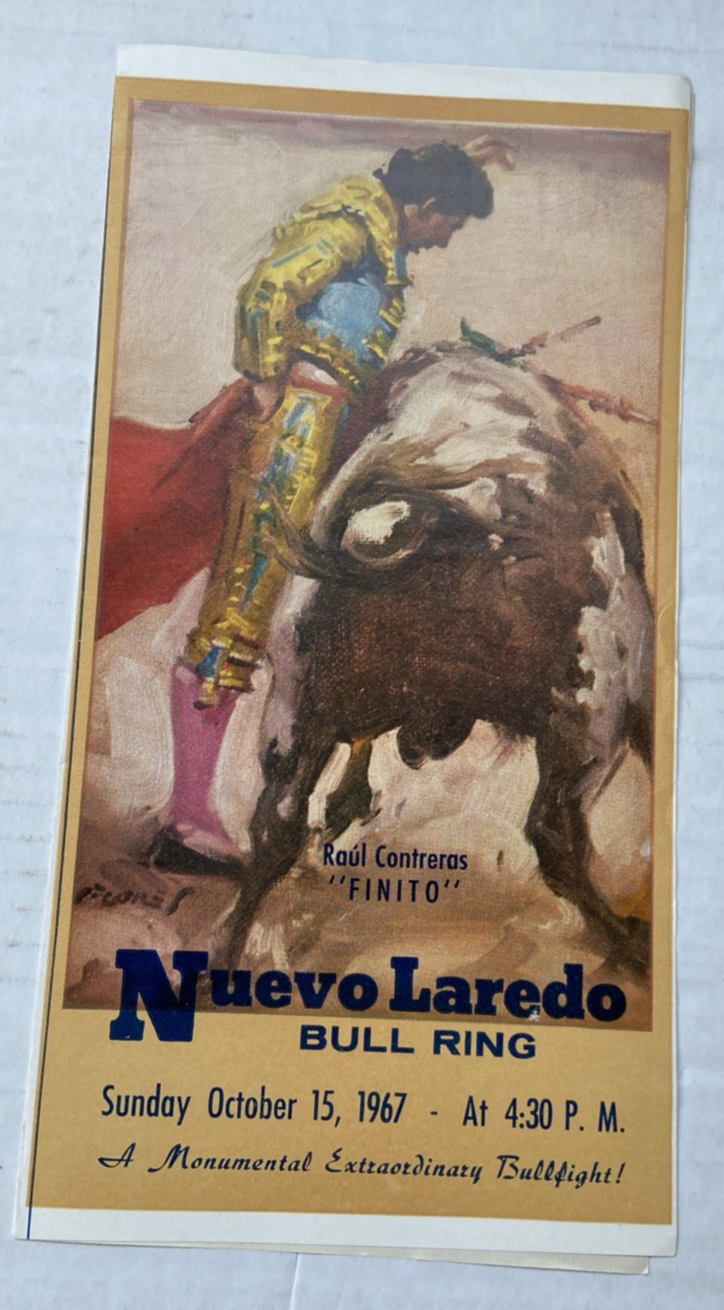 Raúl Contreras
''FINITO''
Nuevo Laredo
BULL RING
Sunday October 15, 1967 - At 4:30 P. M.
A Monumental Extraordinary Bullfight!